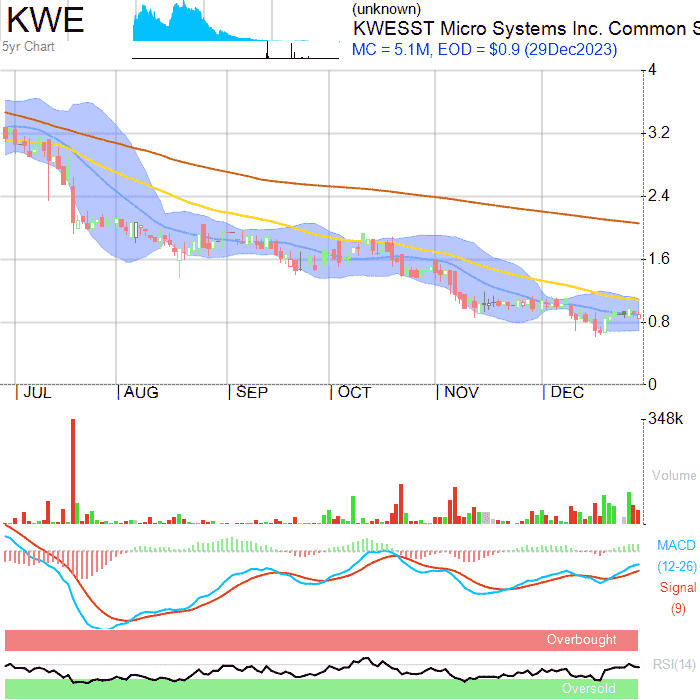 KWE
5yr Chart
(unknown)
KWESST Micro Systems Inc. Common S
MC = 5.1M, EOD = $0.9 (29Dec2023)
4
3.2
2.4
1.6
0.8
0
JUL AUG SEP OCT NOV DEC
348k
Volume
MACD
(12-26)
Signal
(9)
Overbought
RSI(14)
Oversold